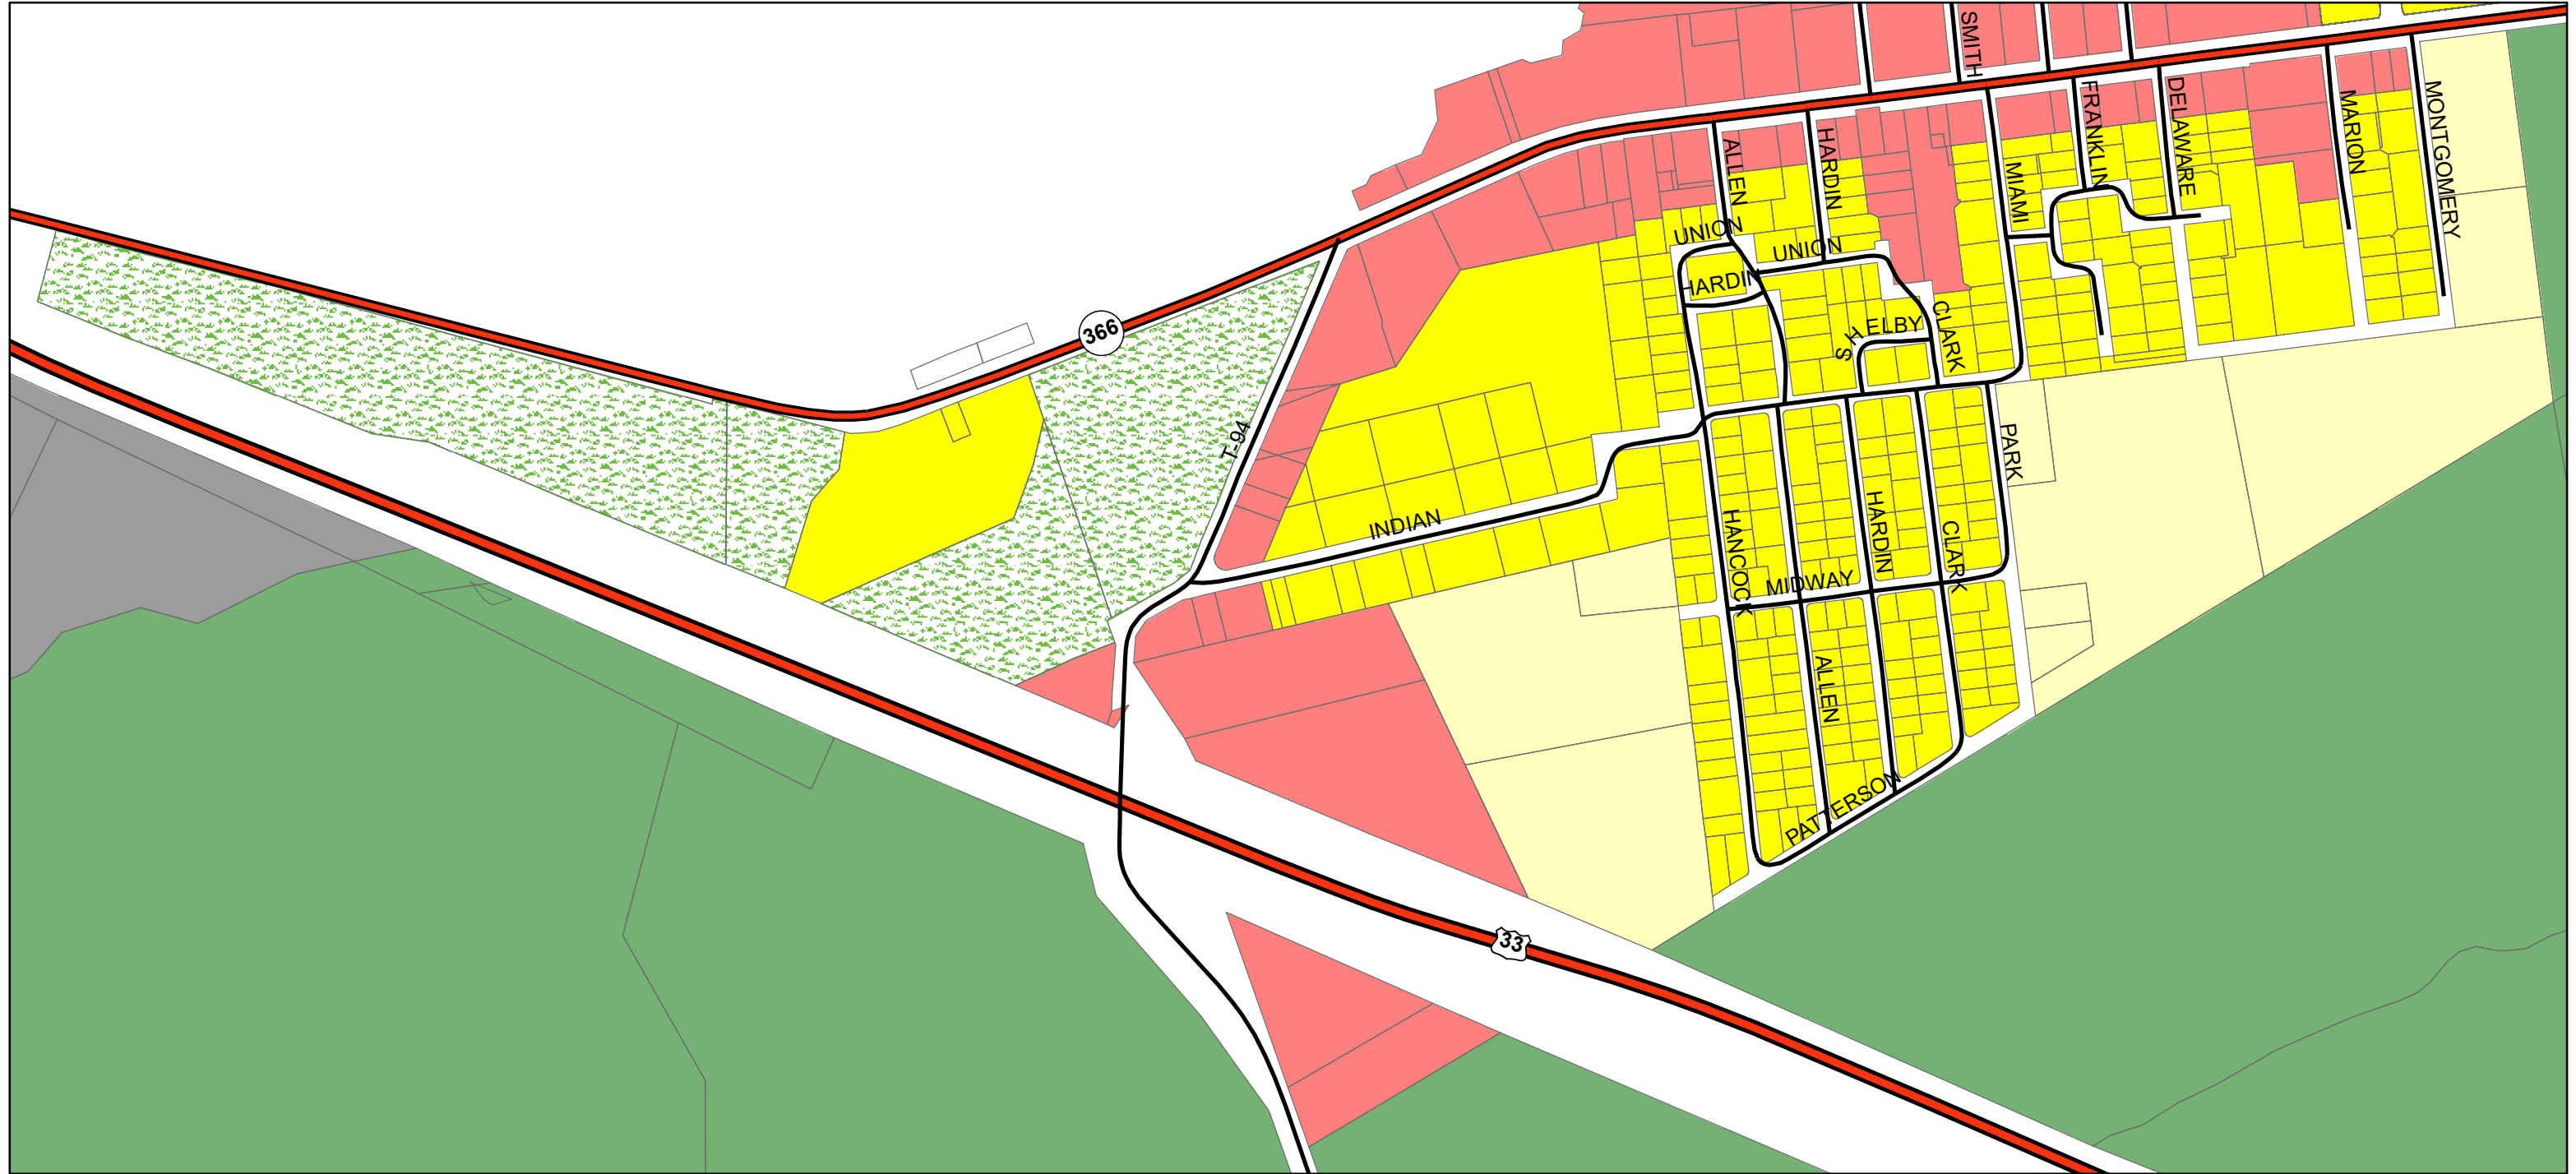 SMITH
FRANKLIN
DELAWARE
MARION
MONTGOMERY
ALLEN
HARDIN
MIAMI
UNION
UNION
HARDIN
366
SHELBY
CLARK
T-94
PARK
INDIAN
HANCOCK
HARDIN
CLARK
MIDWAY
ALLEN
PATTERSON
33